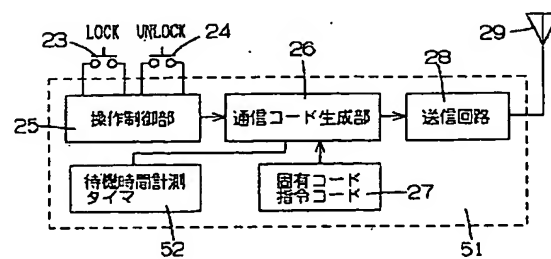 LOCK UNLOCK
23 24 26 28 29
操作制御部 通信コード生成部 送信回路
25
待機時間計測 固有コード
タイマ 指令コード 27
52 51